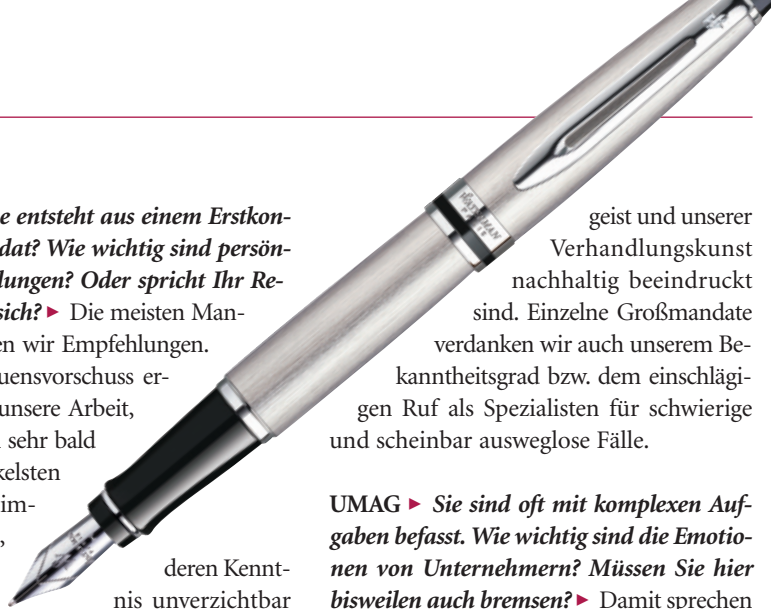 e entsteht aus einem Erstkon-
dat? Wie wichtig sind persön-
lungen? Oder spricht Ihr Re-
sich? ▸ Die meisten Man-
en wir Empfehlungen.
uensvorschuss er-
unsere Arbeit,
sehr bald
kelsten
im-
,
deren Kennt-
nis unverzichtbar
geist und unserer
Verhandlungskunst
nachhaltig beeindruckt
sind. Einzelne Großmandate
verdanken wir auch unserem Be-
kanntheitsgrad bzw. dem einschlägi-
gen Ruf als Spezialisten für schwierige
und scheinbar ausweglose Fälle.
UMAG ▸ Sie sind oft mit komplexen Auf-
gaben befasst. Wie wichtig sind die Emotio-
nen von Unternehmern? Müssen Sie hier
bisweilen auch bremsen? ▸ Damit sprechen
WATERMAN
PARIS